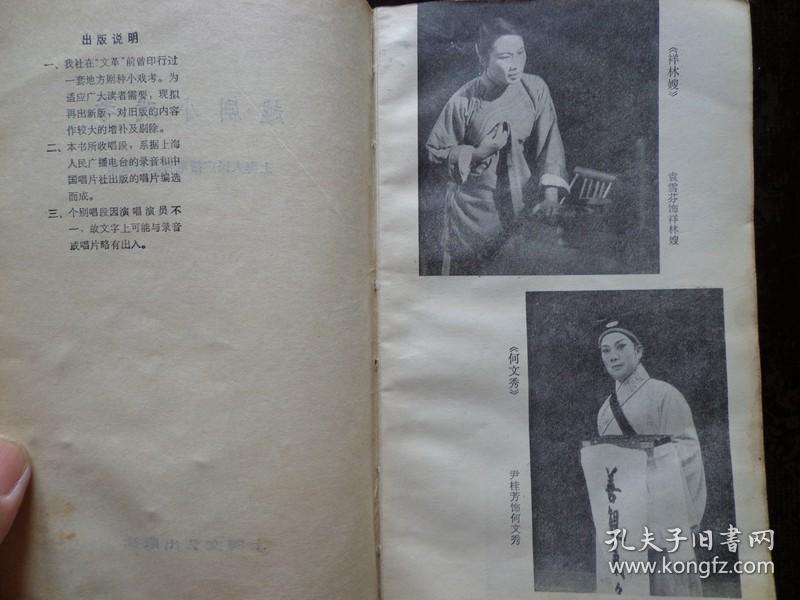 出版说明
一、我社在“文革”前曾印行过
一套地方剧种小戏考。为
适应广大读者需要，现拟
再出新版，对旧版的内容
作较大的增补及剔除。
二、本书所收唱段，系据上海
人民广播电台的录音和中
国唱片社出版的唱片编选
而成。
三、个别唱段因演唱演员不
一，故文字上可能与录音
或唱片略有出入。
《祥林嫂》
袁雪芬饰祥林嫂
《何文秀》
尹桂芳饰何文秀
善
孔夫子旧书网
kongfz.com